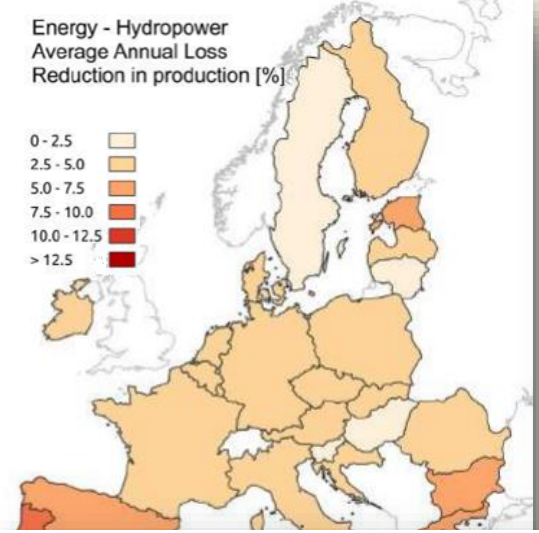 Energy - Hydropower
Average Annual Loss
Reduction in production [%]
0 - 2.5
2.5 - 5.0
5.0 - 7.5
7.5 - 10.0
10.0 - 12.5
> 12.5